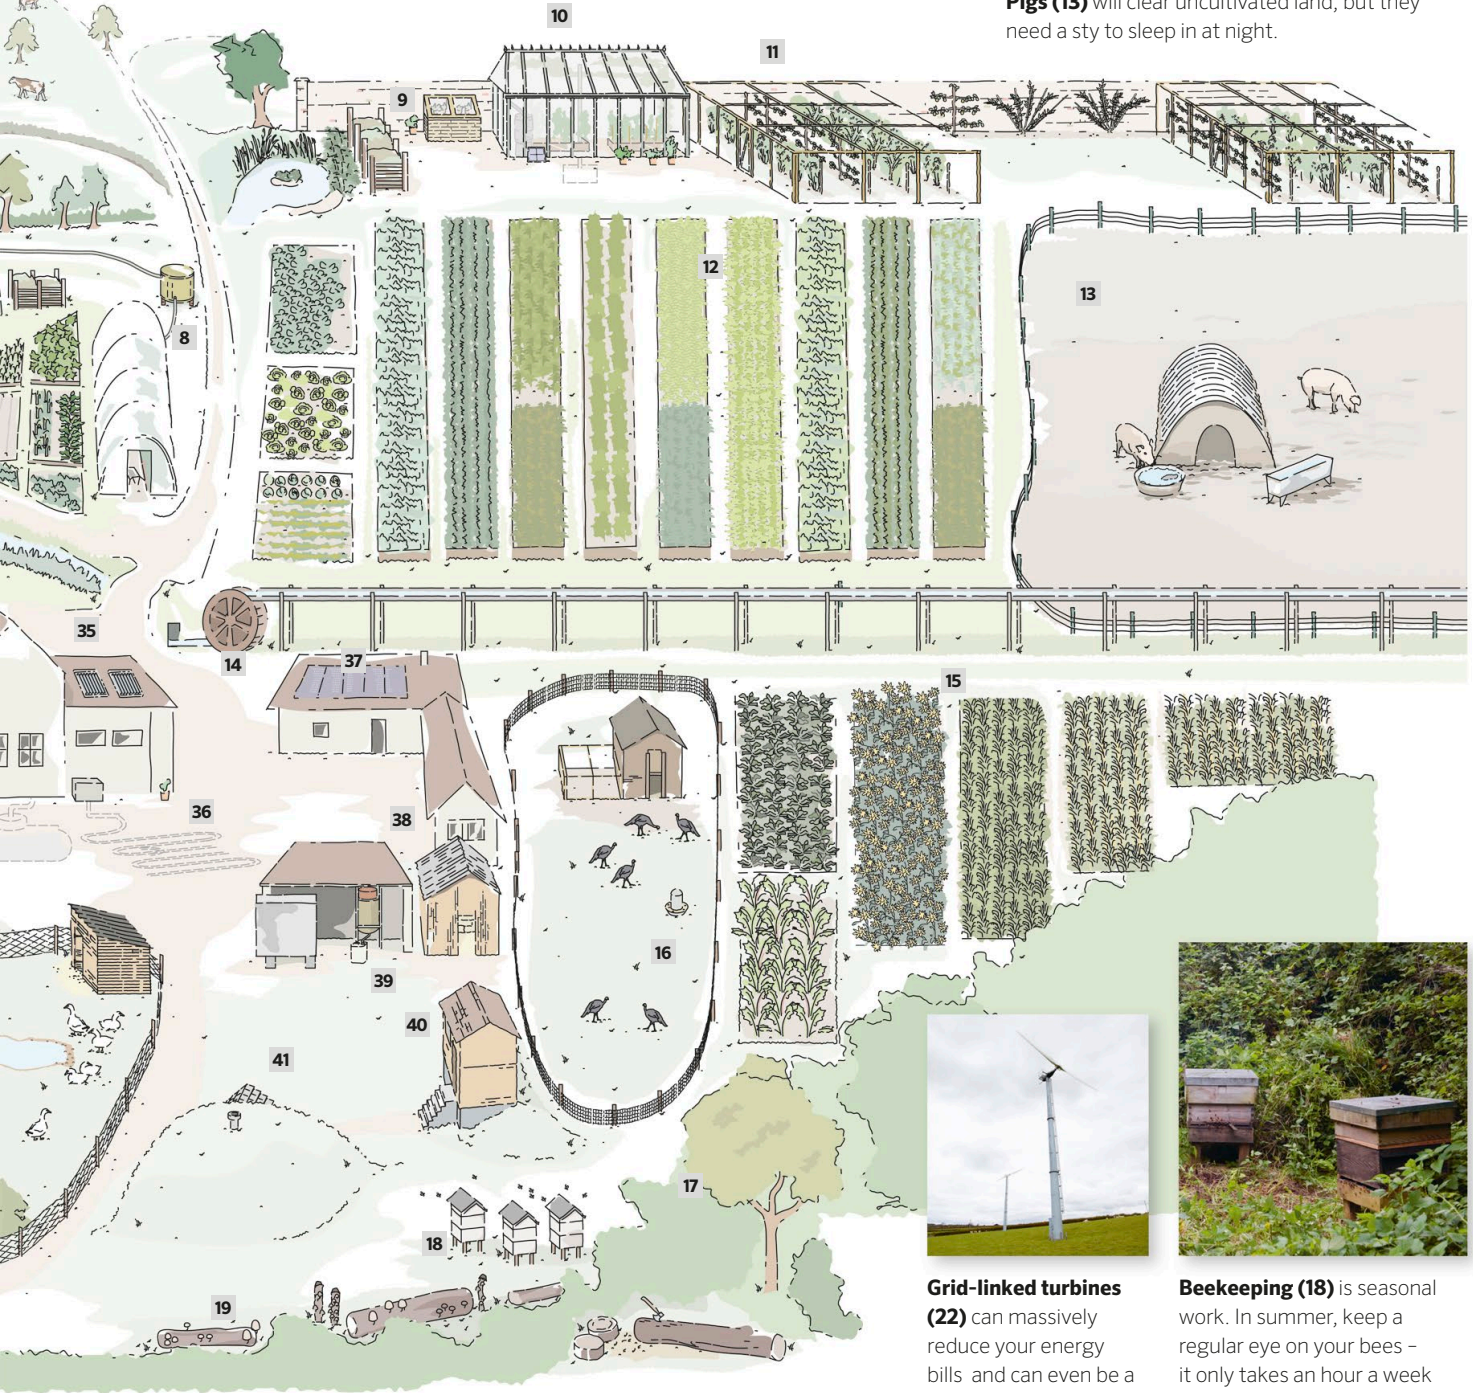 Pigs (13) will clear uncultivated land, but they
need a sty to sleep in at night.
10
11
9
12
13
8
35
14
37
15
36
38
16
39
40
41
17
18
19
Grid-linked turbines
(22) can massively
reduce your energy
bills and can even be a
Beekeeping (18) is seasonal
work. In summer, keep a
regular eye on your bees –
it only takes an hour a week